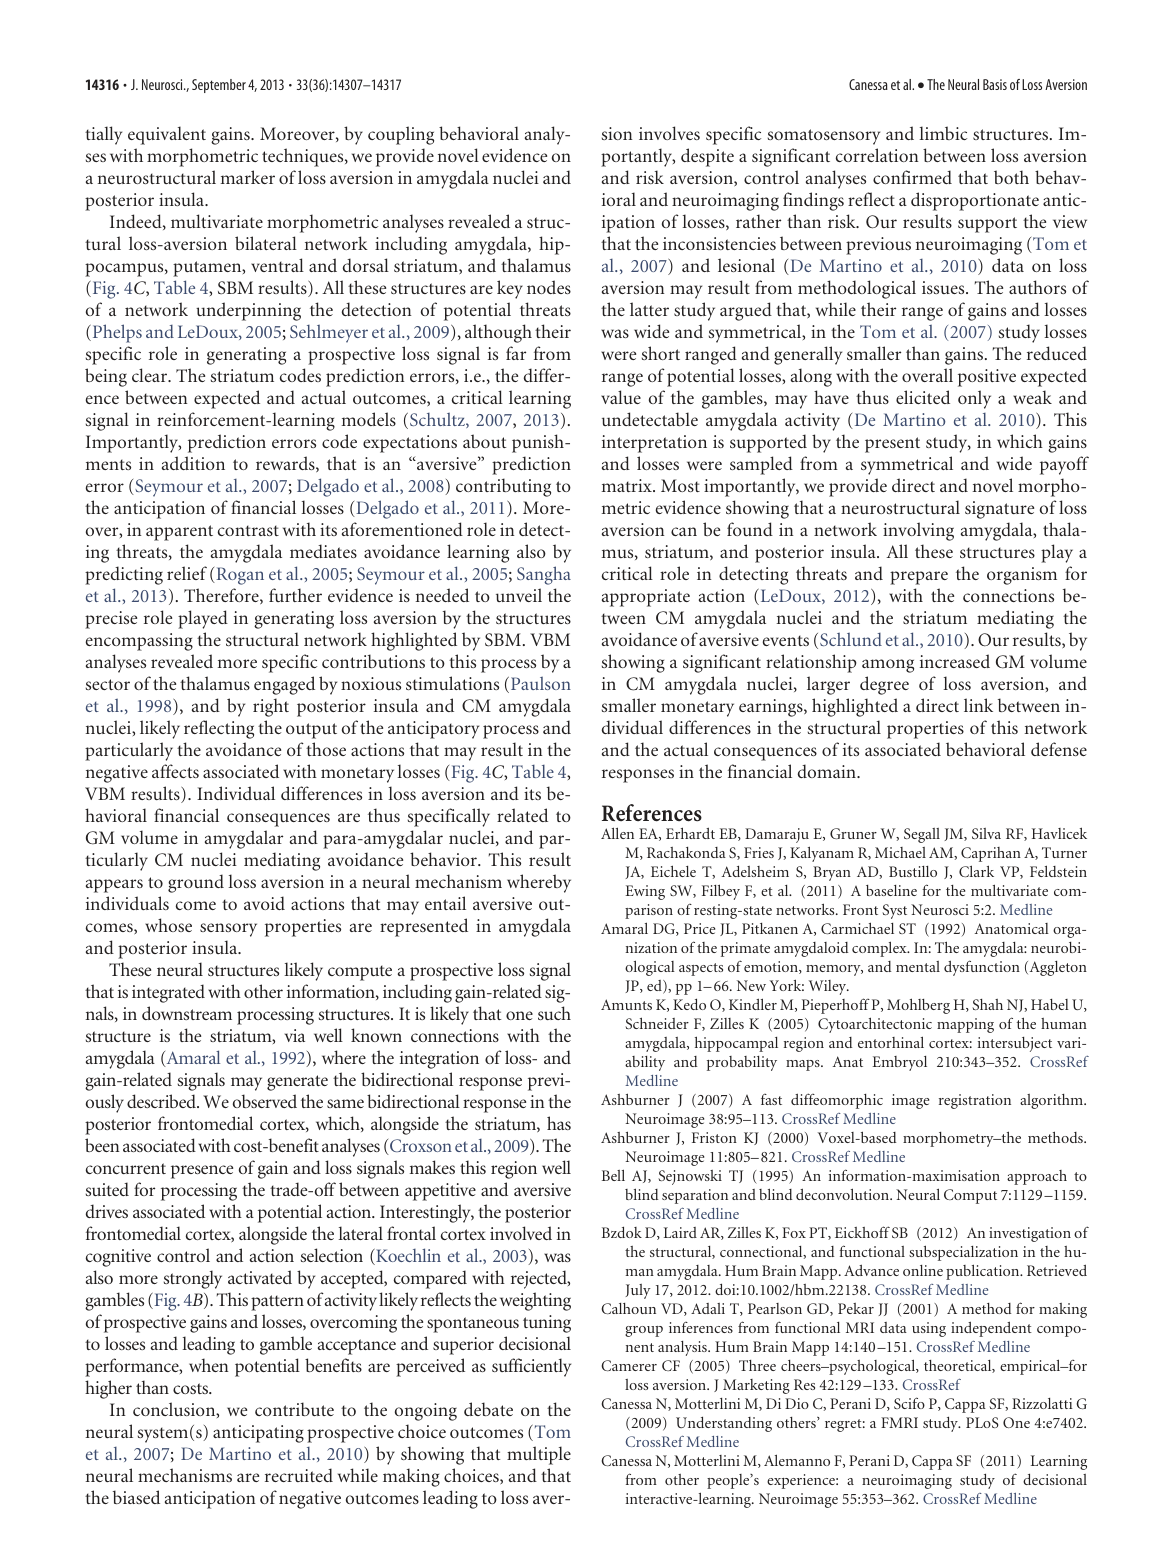 14316 • J. Neurosci., September 4, 2013 • 33(36):14307–14317
Canessa et al. • The Neural Basis of Loss Aversion
tially equivalent gains. Moreover, by coupling behavioral analy-
ses with morphometric techniques, we provide novel evidence on
a neurostructural marker of loss aversion in amygdala nuclei and
posterior insula.
Indeed, multivariate morphometric analyses revealed a struc-
tural loss-aversion bilateral network including amygdala, hip-
pocampus, putamen, ventral and dorsal striatum, and thalamus
(Fig. 4C, Table 4, SBM results). All these structures are key nodes
of a network underpinning the detection of potential threats
(Phelps and LeDoux, 2005; Sehlmeyer et al., 2009), although their
specific role in generating a prospective loss signal is far from
being clear. The striatum codes prediction errors, i.e., the differ-
ence between expected and actual outcomes, a critical learning
signal in reinforcement-learning models (Schultz, 2007, 2013).
Importantly, prediction errors code expectations about punish-
ments in addition to rewards, that is an “aversive” prediction
error (Seymour et al., 2007; Delgado et al., 2008) contributing to
the anticipation of financial losses (Delgado et al., 2011). More-
over, in apparent contrast with its aforementioned role in detect-
ing threats, the amygdala mediates avoidance learning also by
predicting relief (Rogan et al., 2005; Seymour et al., 2005; Sangha
et al., 2013). Therefore, further evidence is needed to unveil the
precise role played in generating loss aversion by the structures
encompassing the structural network highlighted by SBM. VBM
analyses revealed more specific contributions to this process by a
sector of the thalamus engaged by noxious stimulations (Paulson
et al., 1998), and by right posterior insula and CM amygdala
nuclei, likely reflecting the output of the anticipatory process and
particularly the avoidance of those actions that may result in the
negative affects associated with monetary losses (Fig. 4C, Table 4,
VBM results). Individual differences in loss aversion and its be-
havioral financial consequences are thus specifically related to
GM volume in amygdalar and para-amygdalar nuclei, and par-
ticularly CM nuclei mediating avoidance behavior. This result
appears to ground loss aversion in a neural mechanism whereby
individuals come to avoid actions that may entail aversive out-
comes, whose sensory properties are represented in amygdala
and posterior insula.
These neural structures likely compute a prospective loss signal
that is integrated with other information, including gain-related sig-
nals, in downstream processing structures. It is likely that one such
structure is the striatum, via well known connections with the
amygdala (Amaral et al., 1992), where the integration of loss- and
gain-related signals may generate the bidirectional response previ-
ously described. We observed the same bidirectional response in the
posterior frontomedial cortex, which, alongside the striatum, has
been associated with cost-benefit analyses (Croxson et al., 2009). The
concurrent presence of gain and loss signals makes this region well
suited for processing the trade-off between appetitive and aversive
drives associated with a potential action. Interestingly, the posterior
frontomedial cortex, alongside the lateral frontal cortex involved in
cognitive control and action selection (Koechlin et al., 2003), was
also more strongly activated by accepted, compared with rejected,
gambles (Fig. 4B). This pattern of activity likely reflects the weighting
of prospective gains and losses, overcoming the spontaneous tuning
to losses and leading to gamble acceptance and superior decisional
performance, when potential benefits are perceived as sufficiently
higher than costs.
In conclusion, we contribute to the ongoing debate on the
neural system(s) anticipating prospective choice outcomes (Tom
et al., 2007; De Martino et al., 2010) by showing that multiple
neural mechanisms are recruited while making choices, and that
the biased anticipation of negative outcomes leading to loss aver-
sion involves specific somatosensory and limbic structures. Im-
portantly, despite a significant correlation between loss aversion
and risk aversion, control analyses confirmed that both behav-
ioral and neuroimaging findings reflect a disproportionate antic-
ipation of losses, rather than risk. Our results support the view
that the inconsistencies between previous neuroimaging (Tom et
al., 2007) and lesional (De Martino et al., 2010) data on loss
aversion may result from methodological issues. The authors of
the latter study argued that, while their range of gains and losses
was wide and symmetrical, in the Tom et al. (2007) study losses
were short ranged and generally smaller than gains. The reduced
range of potential losses, along with the overall positive expected
value of the gambles, may have thus elicited only a weak and
undetectable amygdala activity (De Martino et al. 2010). This
interpretation is supported by the present study, in which gains
and losses were sampled from a symmetrical and wide payoff
matrix. Most importantly, we provide direct and novel morpho-
metric evidence showing that a neurostructural signature of loss
aversion can be found in a network involving amygdala, thala-
mus, striatum, and posterior insula. All these structures play a
critical role in detecting threats and prepare the organism for
appropriate action (LeDoux, 2012), with the connections be-
tween CM amygdala nuclei and the striatum mediating the
avoidance of aversive events (Schlund et al., 2010). Our results, by
showing a significant relationship among increased GM volume
in CM amygdala nuclei, larger degree of loss aversion, and
smaller monetary earnings, highlighted a direct link between in-
dividual differences in the structural properties of this network
and the actual consequences of its associated behavioral defense
responses in the financial domain.
References
Allen EA, Erhardt EB, Damaraju E, Gruner W, Segall JM, Silva RF, Havlicek
M, Rachakonda S, Fries J, Kalyanam R, Michael AM, Caprihan A, Turner
JA, Eichele T, Adelsheim S, Bryan AD, Bustillo J, Clark VP, Feldstein
Ewing SW, Filbey F, et al. (2011) A baseline for the multivariate com-
parison of resting-state networks. Front Syst Neurosci 5:2. Medline
Amaral DG, Price JL, Pitkanen A, Carmichael ST (1992) Anatomical orga-
nization of the primate amygdaloid complex. In: The amygdala: neurobi-
ological aspects of emotion, memory, and mental dysfunction (Aggleton
JP, ed), pp 1–66. New York: Wiley.
Amunts K, Kedo O, Kindler M, Pieperhoff P, Mohlberg H, Shah NJ, Habel U,
Schneider F, Zilles K (2005) Cytoarchitectonic mapping of the human
amygdala, hippocampal region and entorhinal cortex: intersubject vari-
ability and probability maps. Anat Embryol 210:343–352. CrossRef
Medline
Ashburner J (2007) A fast diffeomorphic image registration algorithm.
Neuroimage 38:95–113. CrossRef Medline
Ashburner J, Friston KJ (2000) Voxel-based morphometry–the methods.
Neuroimage 11:805–821. CrossRef Medline
Bell AJ, Sejnowski TJ (1995) An information-maximisation approach to
blind separation and blind deconvolution. Neural Comput 7:1129–1159.
CrossRef Medline
Bzdok D, Laird AR, Zilles K, Fox PT, Eickhoff SB (2012) An investigation of
the structural, connectional, and functional subspecialization in the hu-
man amygdala. Hum Brain Mapp. Advance online publication. Retrieved
July 17, 2012. doi:10.1002/hbm.22138. CrossRef Medline
Calhoun VD, Adali T, Pearlson GD, Pekar JJ (2001) A method for making
group inferences from functional MRI data using independent compo-
nent analysis. Hum Brain Mapp 14:140–151. CrossRef Medline
Camerer CF (2005) Three cheers–psychological, theoretical, empirical–for
loss aversion. J Marketing Res 42:129–133. CrossRef
Canessa N, Motterlini M, Di Dio C, Perani D, Scifo P, Cappa SF, Rizzolatti G
(2009) Understanding others’ regret: a FMRI study. PLoS One 4:e7402.
CrossRef Medline
Canessa N, Motterlini M, Alemanno F, Perani D, Cappa SF (2011) Learning
from other people’s experience: a neuroimaging study of decisional
interactive-learning. Neuroimage 55:353–362. CrossRef Medline